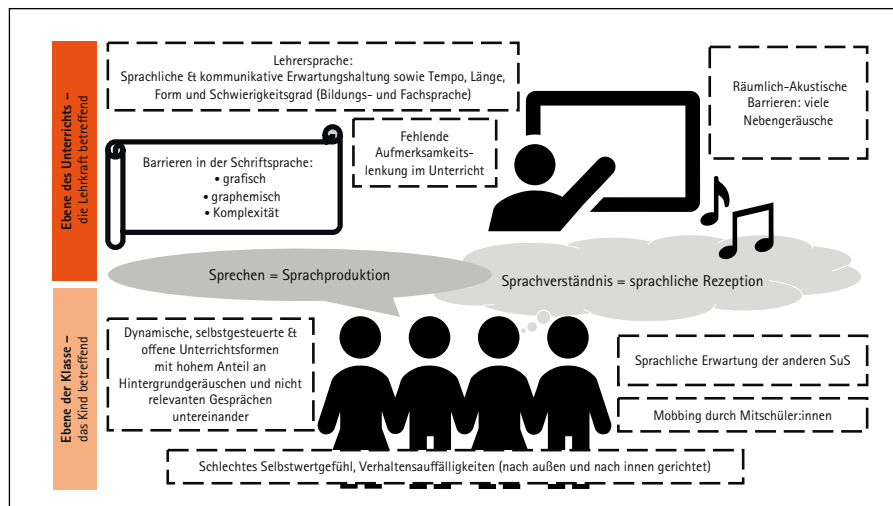 Ebene des Unterrichts –
die Lehrkraft betreffend
Lehrersprache:
Sprachliche & kommunikative Erwartungshaltung sowie Tempo, Länge,
Form und Schwierigkeitsgrad (Bildungs- und Fachsprache)
Räumlich-Akustische
Barrieren: viele
Nebengeräusche
Barrieren in der Schriftsprache:
• grafisch
• graphemisch
• Komplexität
Fehlende
Aufmerksamkeits-
lenkung im Unterricht
Sprechen = Sprachproduktion
Sprachverständnis = sprachliche Rezeption
Ebene der Klasse –
das Kind betreffend
Dynamische, selbstgesteuerte &
offene Unterrichtsformen
mit hohem Anteil an
Hintergrundgeräuschen und nicht
relevanten Gesprächen
untereinander
Sprachliche Erwartung der anderen SuS
Mobbing durch Mitschüler:innen
Schlechtes Selbstwertgefühl, Verhaltensauffälligkeiten (nach außen und nach innen gerichtet)